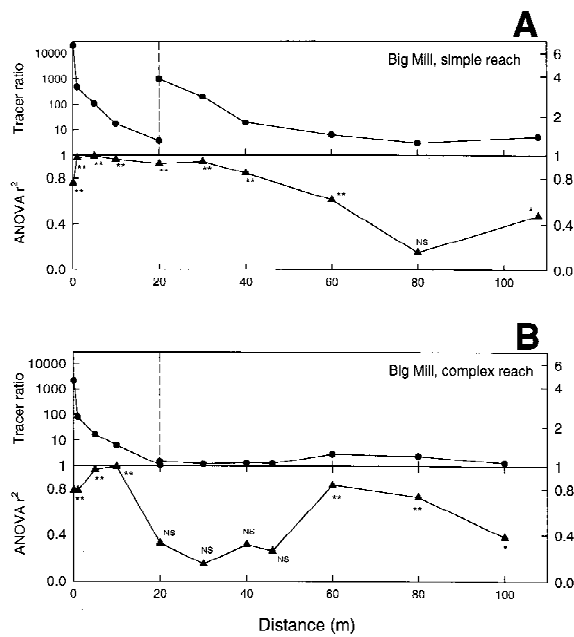 A
Big Mill, simple reach
Tracer ratio
10000
1000
100
10
1
6
4
2
1
**
**
**
**
**
**
**
**
NS
*
ANOVA r2
0.8
0.4
0.0
0.8
0.4
0.0
0 20 40 60 80 100
B
Big Mill, complex reach
Tracer ratio
10000
1000
100
10
1
6
4
2
1
**
**
**
NS
NS
NS
NS
**
**
*
ANOVA r2
0.8
0.4
0.0
0.8
0.4
0.0
0 20 40 60 80 100
Distance (m)